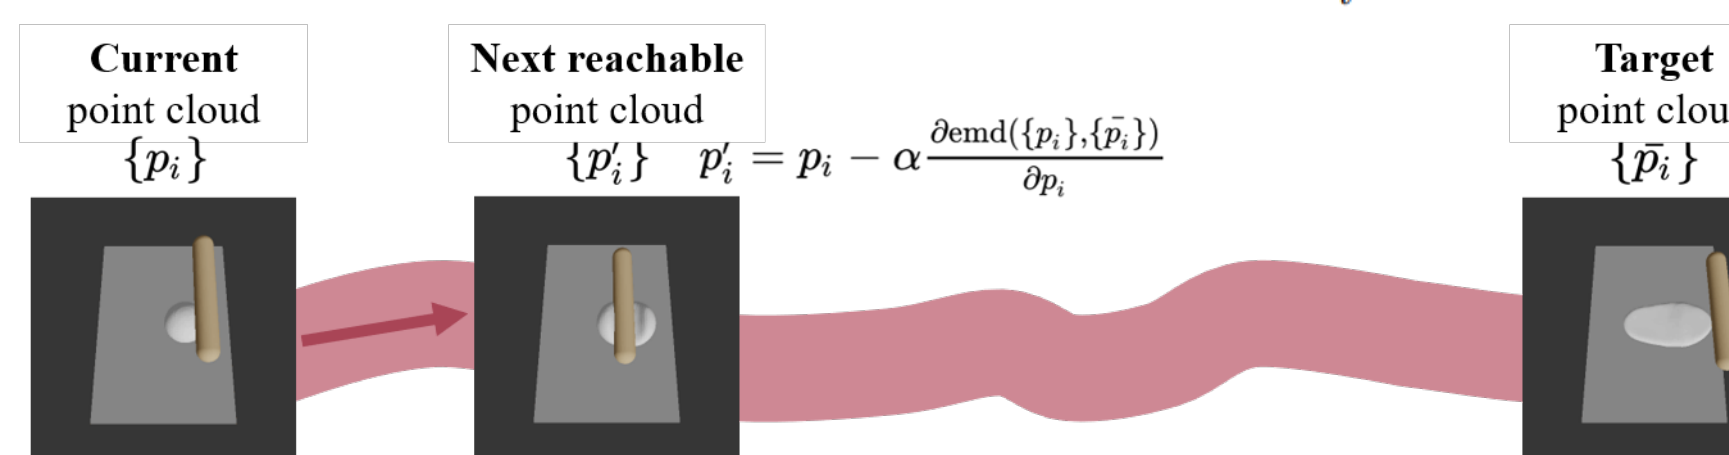 Current
point cloud
{p_i}
Next reachable
point cloud
{p'_i} p'_i = p_i − α ∂emd({p_i},{p̄_i}) / ∂p_i
Target
point clou
{p̄_i}